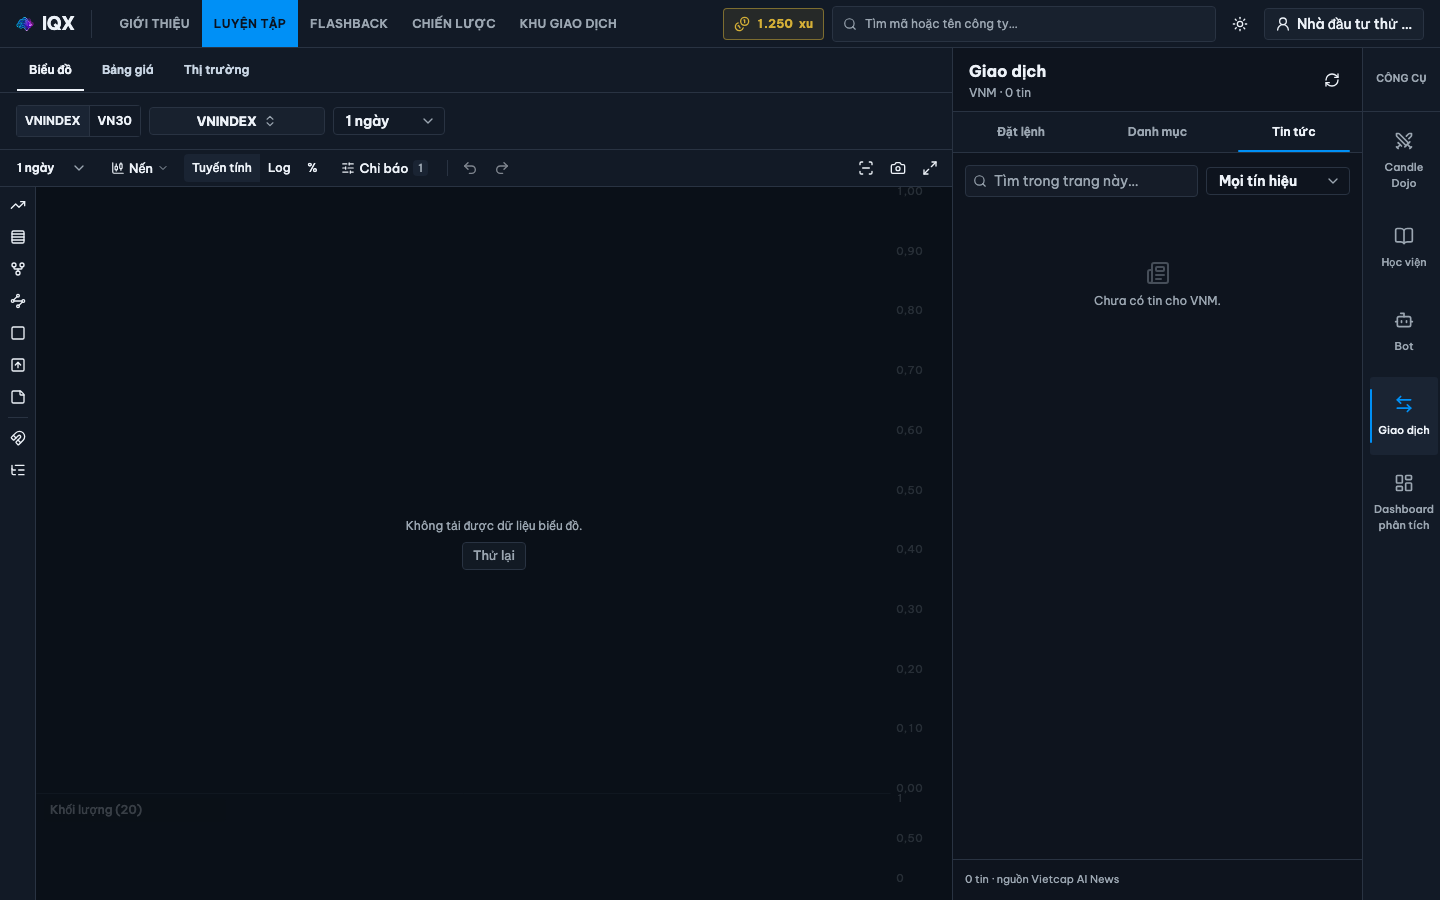 IQX
GIỚI THIỆU
LUYỆN TẬP
FLASHBACK
CHIẾN LƯỢC
KHU GIAO DỊCH
1.250 xu
Tìm mã hoặc tên công ty...
Nhà đầu tư thử ...
Biểu đồ
Bảng giá
Thị trường
VNINDEX
VN30
VNINDEX
1 ngày
1 ngày
Nến
Tuyến tính
Log
%
Chỉ báo
1
1,00
0,90
0,80
0,70
0,60
0,50
0,40
0,30
0,20
0,10
0,00
1
0,50
0
Không tải được dữ liệu biểu đồ.
Thử lại
Khối lượng (20)
Giao dịch
VNM · 0 tin
Đặt lệnh
Danh mục
Tin tức
Tìm trong trang này...
Mọi tín hiệu
Chưa có tin cho VNM.
0 tin · nguồn Vietcap AI News
CÔNG CỤ
Candle
Dojo
Học viện
Bot
Giao dịch
Dashboard
phân tích